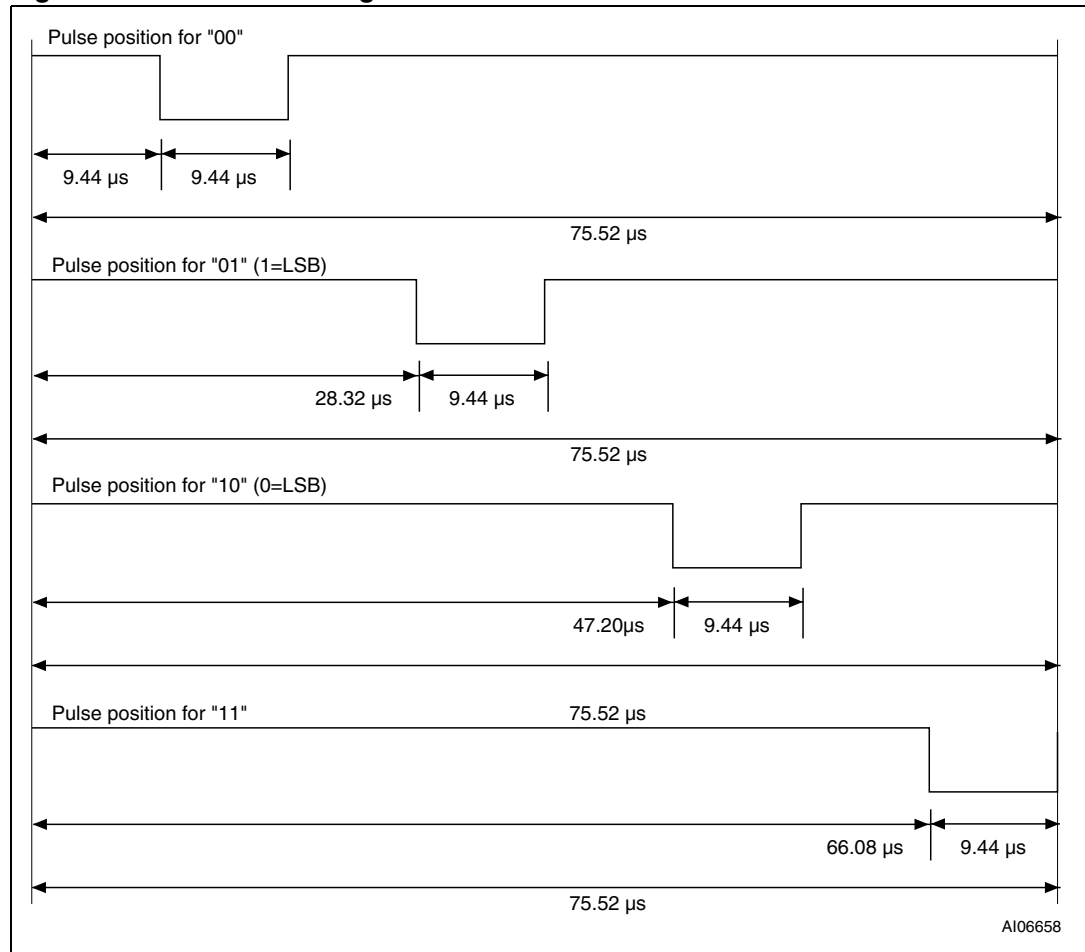 Pulse position for "00"
9.44 µs 9.44 µs
75.52 µs
Pulse position for "01" (1=LSB)
28.32 µs 9.44 µs
75.52 µs
Pulse position for "10" (0=LSB)
47.20µs 9.44 µs
Pulse position for "11" 75.52 µs
66.08 µs 9.44 µs
75.52 µs
AI06658